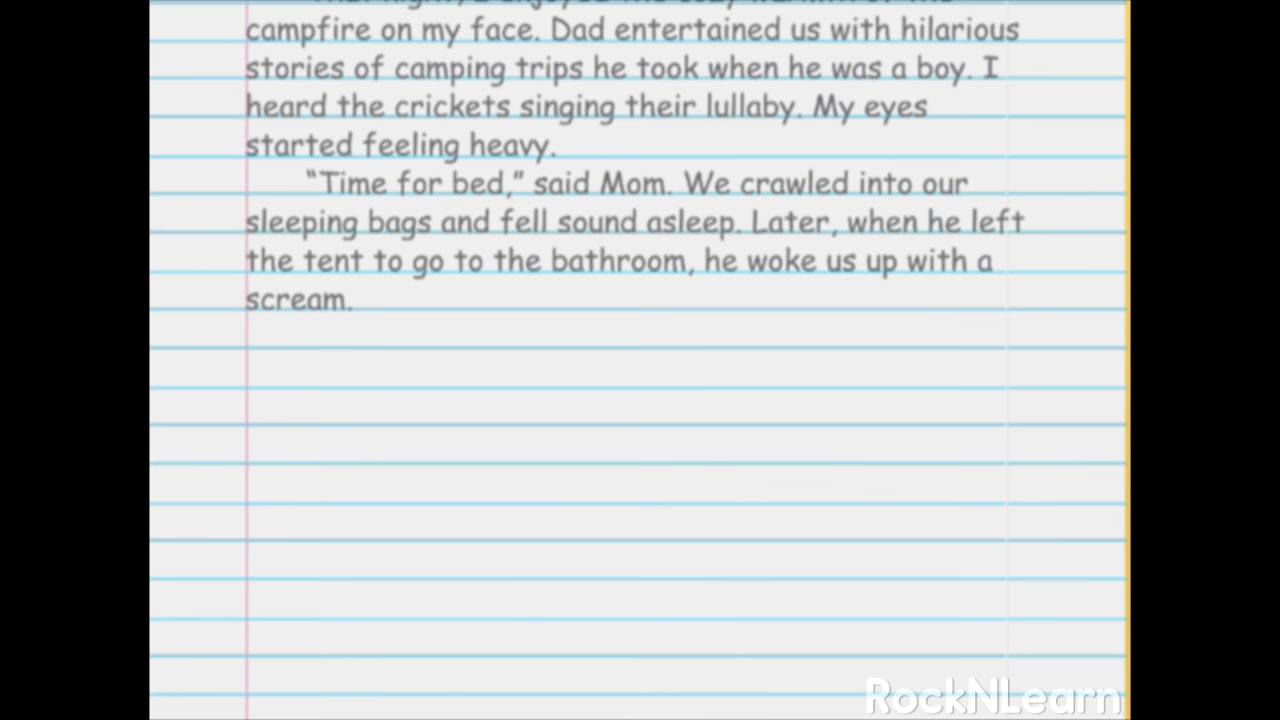 campfire on my face. Dad entertained us with hilarious
stories of camping trips he took when he was a boy. I
heard the crickets singing their lullaby. My eyes
started feeling heavy.
“Time for bed,” said Mom. We crawled into our
sleeping bags and fell sound asleep. Later, when he left
the tent to go to the bathroom, he woke us up with a
scream.
RockNLearn